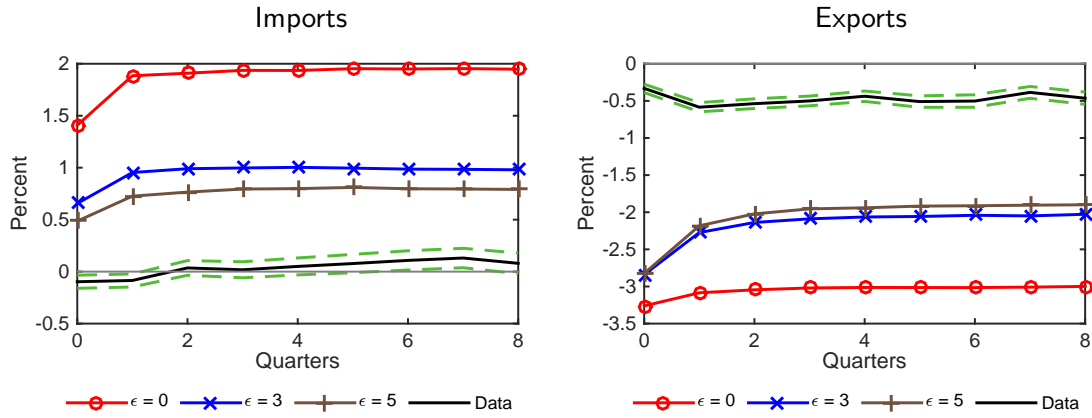 Imports
2
1.5
1
0.5
0
-0.5
Percent
0 2 4 6 8
Quarters
ϵ = 0 ϵ = 3 ϵ = 5 Data
Exports
0
-0.5
-1
-1.5
-2
-2.5
-3
-3.5
Percent
0 2 4 6 8
Quarters
ϵ = 0 ϵ = 3 ϵ = 5 Data